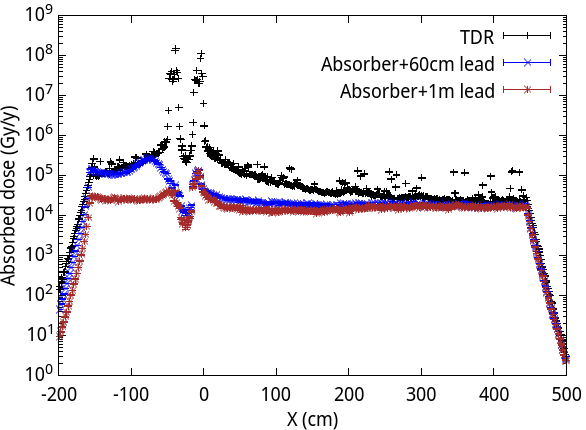 10^9
10^8
10^7
10^6
10^5
10^4
10^3
10^2
10^1
10^0
Absorbed dose (Gy/y)
TDR
Absorber+60cm lead
Absorber+1m lead
-200 -100 0 100 200 300 400 500
X (cm)